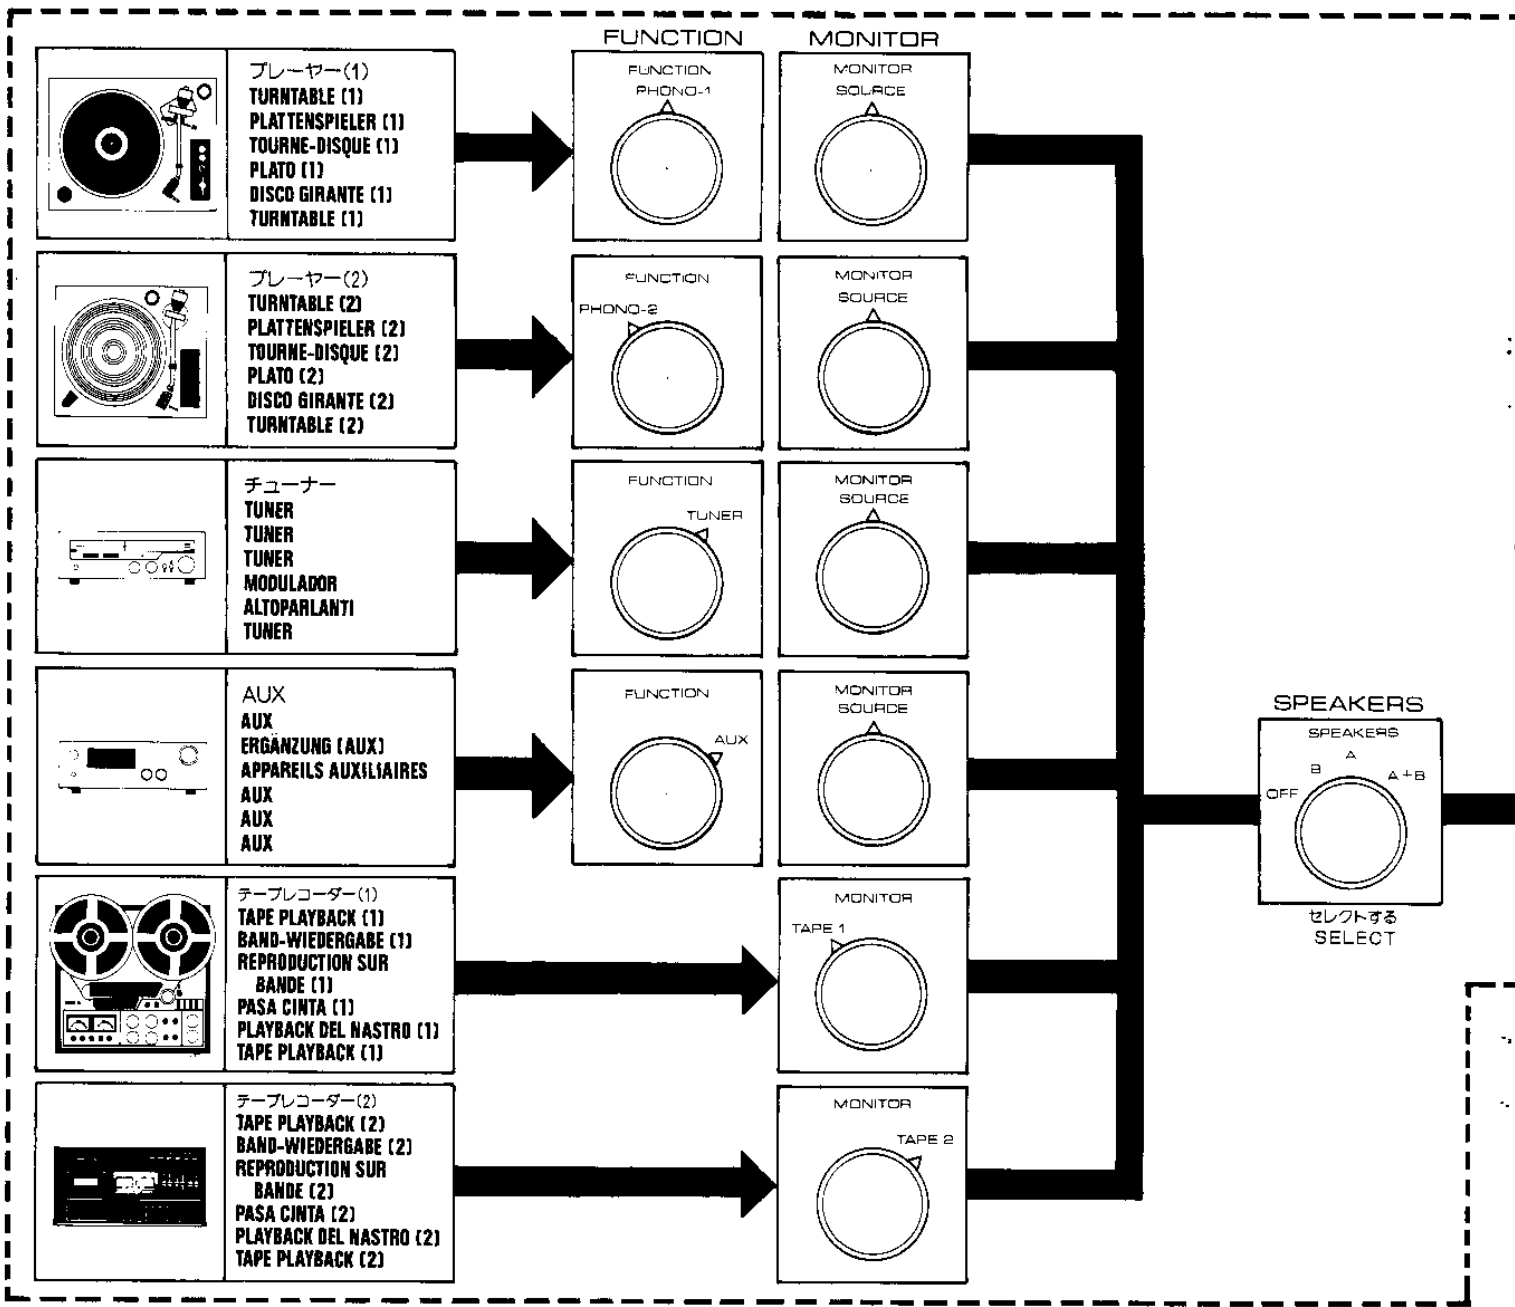 FUNCTION MONITOR
プレーヤー(1)
TURNTABLE (1)
PLATTENSPIELER (1)
TOURNE-DISQUE (1)
PLATO (1)
DISCO GIRANTE (1)
TURNTABLE (1)
FUNCTION
PHONO-1
MONITOR
SOURCE
プレーヤー(2)
TURNTABLE (2)
PLATTENSPIELER (2)
TOURNE-DISQUE (2)
PLATO (2)
DISCO GIRANTE (2)
TURNTABLE (2)
FUNCTION
PHONO-2
MONITOR
SOURCE
チューナー
TUNER
TUNER
TUNER
MODULADOR
ALTOPARLANTI
TUNER
FUNCTION
TUNER
MONITOR
SOURCE
AUX
AUX
ERGÄNZUNG (AUX)
APPAREILS AUXILIAIRES
AUX
AUX
AUX
FUNCTION
AUX
MONITOR
SOURCE
テープレコーダー(1)
TAPE PLAYBACK (1)
BAND-WIEDERGABE (1)
REPRODUCTION SUR
BANDE (1)
PASA CINTA (1)
PLAYBACK DEL NASTRO (1)
TAPE PLAYBACK (1)
MONITOR
TAPE 1
テープレコーダー(2)
TAPE PLAYBACK (2)
BAND-WIEDERGABE (2)
REPRODUCTION SUR
BANDE (2)
PASA CINTA (2)
PLAYBACK DEL NASTRO (2)
TAPE PLAYBACK (2)
MONITOR
TAPE 2
SPEAKERS
SPEAKERS
OFF B A A+B
セレクトする
SELECT